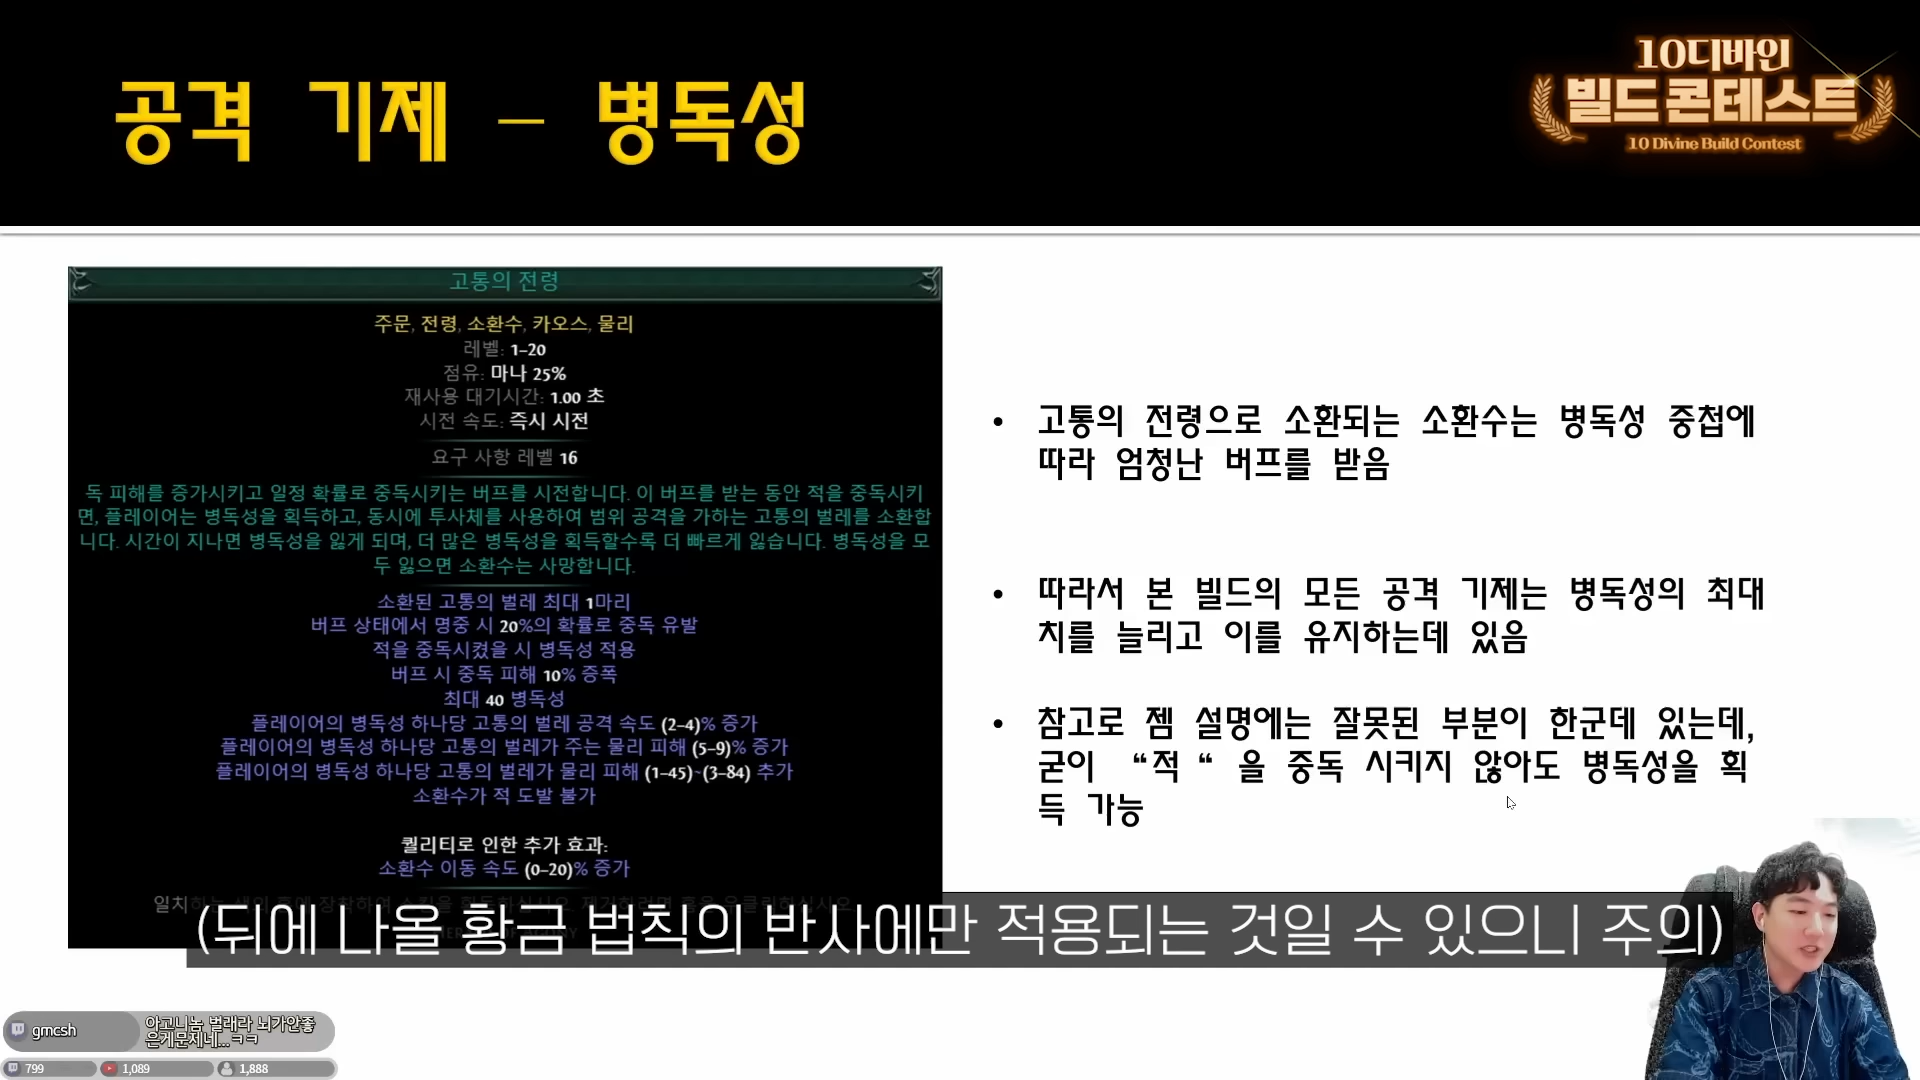 공격 기제 – 병독성
10디바인
빌드 콘테스트
10 Divine Build Contest
고통의 전령
주문, 전령, 소환수, 카오스, 물리
레벨: 1–20
점유: 마나 25%
재사용 대기시간: 1.00 초
시전 속도: 즉시 시전
요구 사항 레벨 16
독 피해를 증가시키고 일정 확률로 중독시키는 버프를 시전합니다. 이 버프를 받는 동안 적을 중독시키
면, 플레이어는 병독성을 획득하고, 동시에 투사체를 사용하여 범위 공격을 가하는 고통의 벌레를 소환합
니다. 시간이 지나면 병독성을 잃게 되며, 더 많은 병독성을 획득할수록 더 빠르게 잃습니다. 병독성을 모
두 잃으면 소환수는 사망합니다.
소환된 고통의 벌레 최대 1마리
버프 상태에서 명중 시 20%의 확률로 중독 유발
적을 중독시켰을 시 병독성 적용
버프 시 중독 피해 10% 증폭
최대 40 병독성
플레이어의 병독성 하나당 고통의 벌레 공격 속도 (2–4)% 증가
플레이어의 병독성 하나당 고통의 벌레가 주는 물리 피해 (5–9)% 증가
플레이어의 병독성 하나당 고통의 벌레가 물리 피해 (1–45)~(3–84) 추가
소환수가 적 도발 불가
퀄리티로 인한 추가 효과:
소환수 이동 속도 (0–20)% 증가
일치
• 고통의 전령으로 소환되는 소환수는 병독성 중첩에
따라 엄청난 버프를 받음
• 따라서 본 빌드의 모든 공격 기제는 병독성의 최대
치를 늘리고 이를 유지하는데 있음
• 참고로 젬 설명에는 잘못된 부분이 한군데 있는데,
굳이 “적“ 을 중독 시키지 않아도 병독성을 획
득 가능
(뒤에 나올 황금 법칙의 반사에만 적용되는 것일 수 있으니 주의)
gmcsh
아고니놈 벌래라 뇌가안좋
은게문제네...ㅋㅋ
799
1,089
1,888